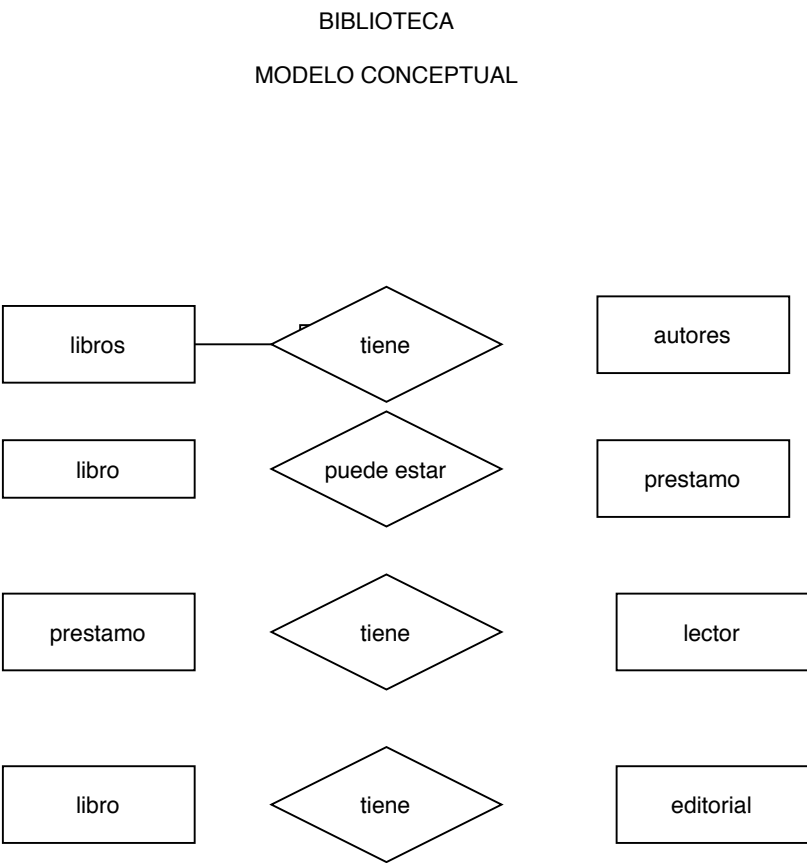 BIBLIOTECA
MODELO CONCEPTUAL
libros tiene autores
libro puede estar prestamo
prestamo tiene lector
libro tiene editorial